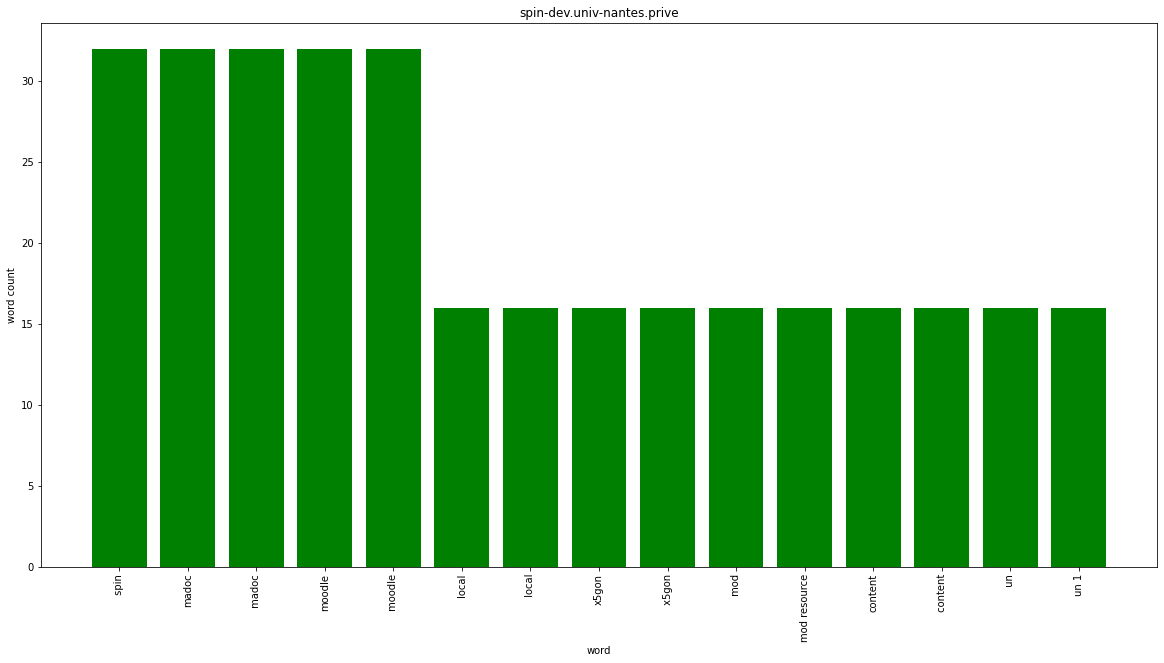 spin-dev.univ-nantes.prive
word count
30
25
20
15
10
5
0
spin
madoc
madoc
moodle
moodle
local
local
x5gon
x5gon
mod
mod resource
content
content
un
un 1
word